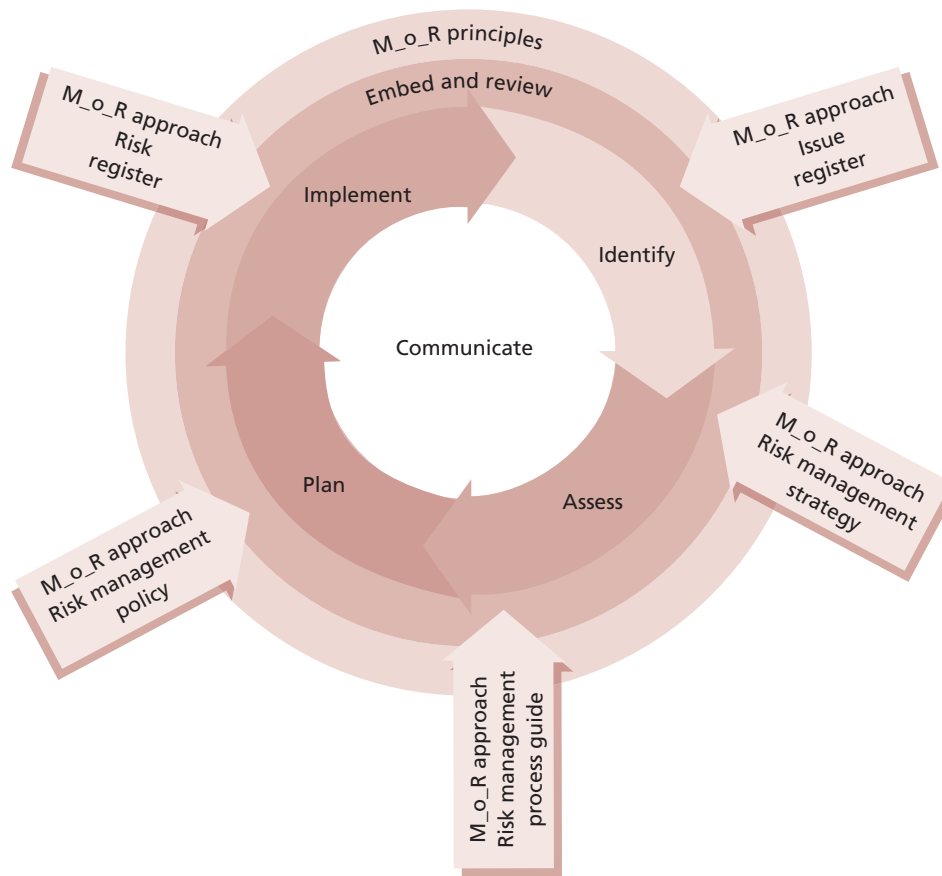 M_o_R principles
Embed and review
M_o_R approach
Risk
register
M_o_R approach
Issue
register
Implement
Identify
Communicate
Plan
Assess
M_o_R approach
Risk management
strategy
M_o_R approach
Risk management
policy
M_o_R approach
Risk management
process guide